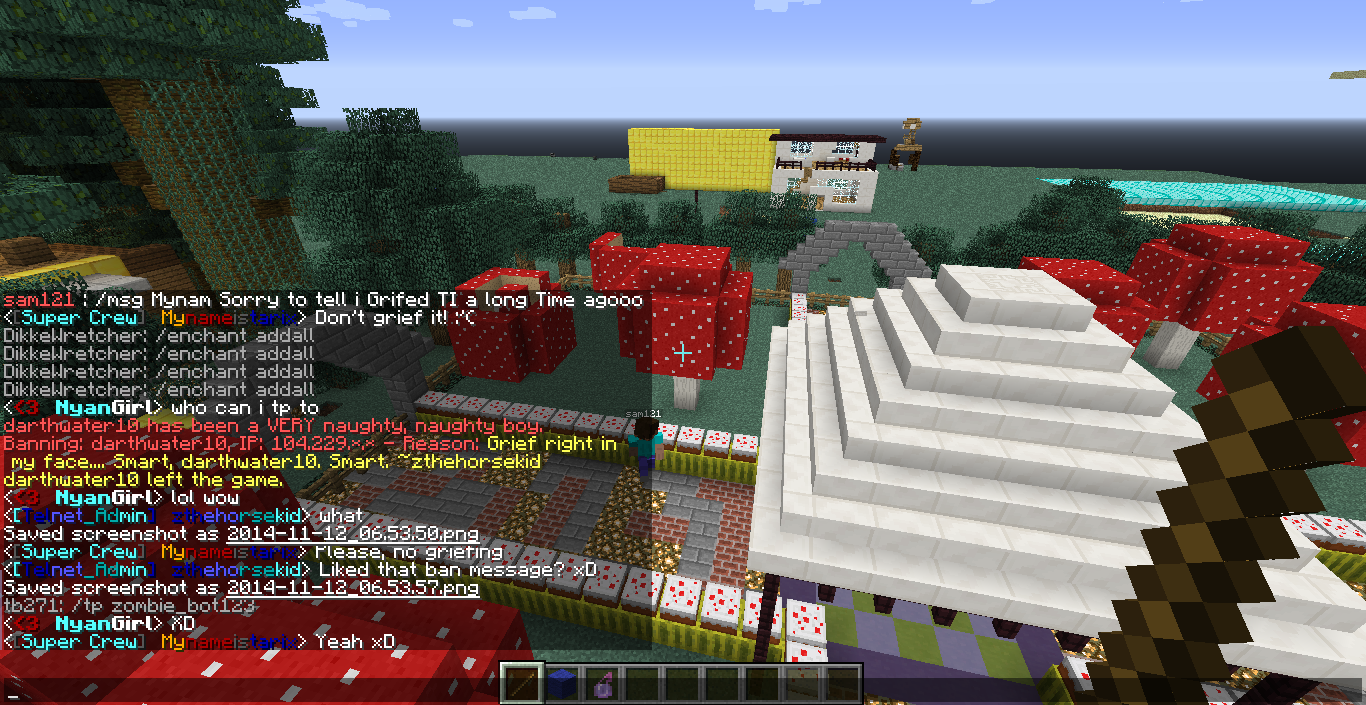 sam121
sam121 : /msg Mynam Sorry to tell i Grifed TI a long Time agooo
<[Super Crew] Mynameistarix> Don't grief it! :'(
DikkeWretcher: /enchant addall
DikkeWretcher: /enchant addall
DikkeWretcher: /enchant addall
DikkeWretcher: /enchant addall
<<3 NyanGirl> who can i tp to
darthwater10 has been a VERY naughty, naughty boy.
Banning: darthwater10, IP: 104.229.*.* - Reason: Grief right in
my face.... Smart, darthwater10. Smart. ~zthehorsekid
darthwater10 left the game.
<<3 NyanGirl> lol wow
<[Telnet_Admin] zthehorsekid> what
Saved screenshot as 2014-11-12_06.53.50.png
<[Super Crew] Mynameistarix> Please, no griefing
<[Telnet_Admin] zthehorsekid> Liked that ban message? xD
Saved screenshot as 2014-11-12_06.53.57.png
tb271: /tp zombie_bot123
<<3 NyanGirl> XD
<[Super Crew] Mynameistarix> Yeah xD
_